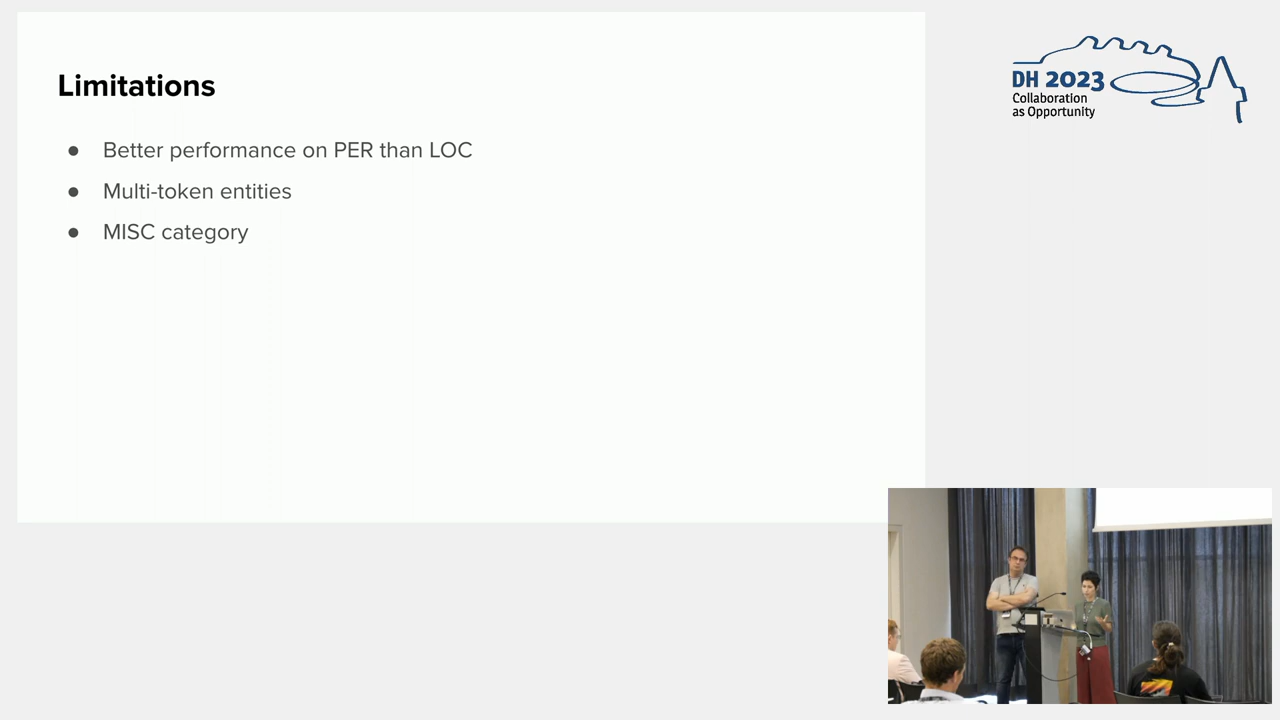 Limitations
● Better performance on PER than LOC
● Multi-token entities
● MISC category
DH 2023
Collaboration
as Opportunity